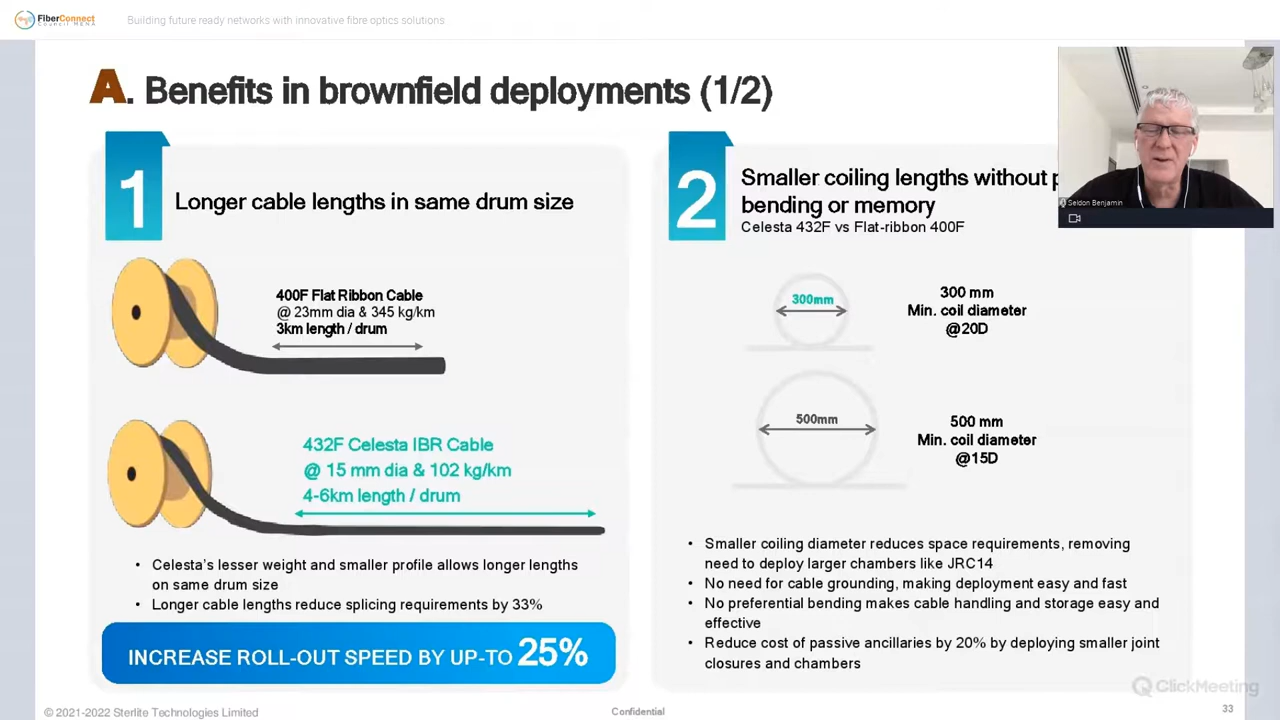 FiberConnect
Council MENA
Building future ready networks with innovative fibre optics solutions
A. Benefits in brownfield deployments (1/2)
1
Longer cable lengths in same drum size
400F Flat Ribbon Cable
@ 23mm dia & 345 kg/km
3km length / drum
432F Celesta IBR Cable
@ 15 mm dia & 102 kg/km
4-6km length / drum
• Celesta's lesser weight and smaller profile allows longer lengths
on same drum size
• Longer cable lengths reduce splicing requirements by 33%
INCREASE ROLL-OUT SPEED BY UP-TO 25%
2
Smaller coiling lengths without
bending or memory
Celesta 432F vs Flat-ribbon 400F
300mm
300 mm
Min. coil diameter
@20D
500mm
500 mm
Min. coil diameter
@15D
• Smaller coiling diameter reduces space requirements, removing
need to deploy larger chambers like JRC14
• No need for cable grounding, making deployment easy and fast
• No preferential bending makes cable handling and storage easy and
effective
• Reduce cost of passive ancillaries by 20% by deploying smaller joint
closures and chambers
Seldon Benjamin
ClickMeeting
© 2021-2022 Sterlite Technologies Limited
Confidential
33